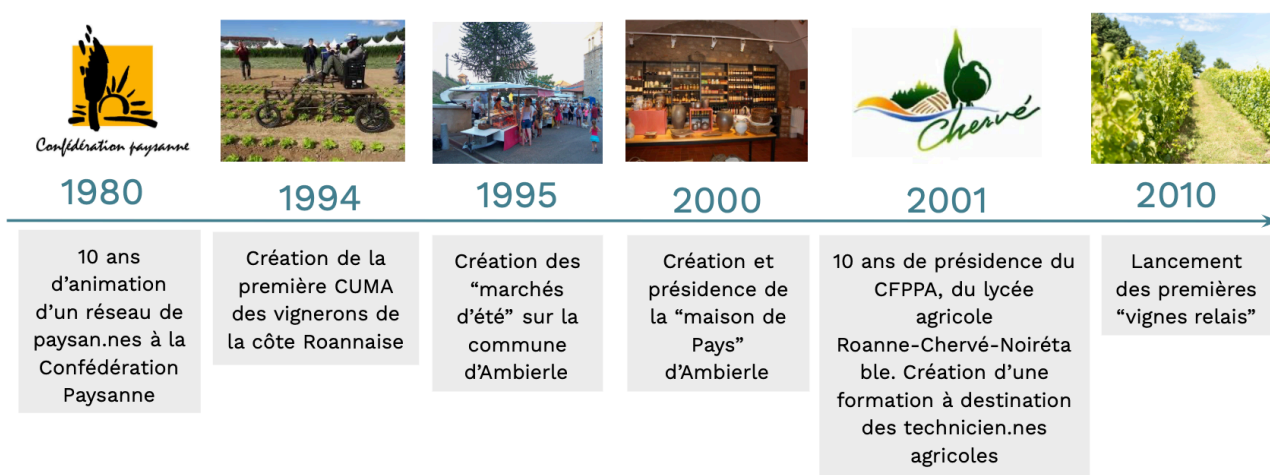 Confédération paysanne
1980
10 ans
d’animation
d’un réseau de
paysan.nes à la
Confédération
Paysanne
1994
Création de la
première CUMA
des vignerons de
la côte Roannaise
1995
Création des
“marchés
d’été” sur la
commune
d’Ambierle
2000
Création et
présidence de
la “maison de
Pays”
d’Ambierle
Chervé
2001
10 ans de présidence du
CFPPA, du lycée
agricole
Roanne-Chervé-Noiréta
ble. Création d’une
formation à destination
des technicien.nes
agricoles
2010
Lancement
des premières
“vignes relais”